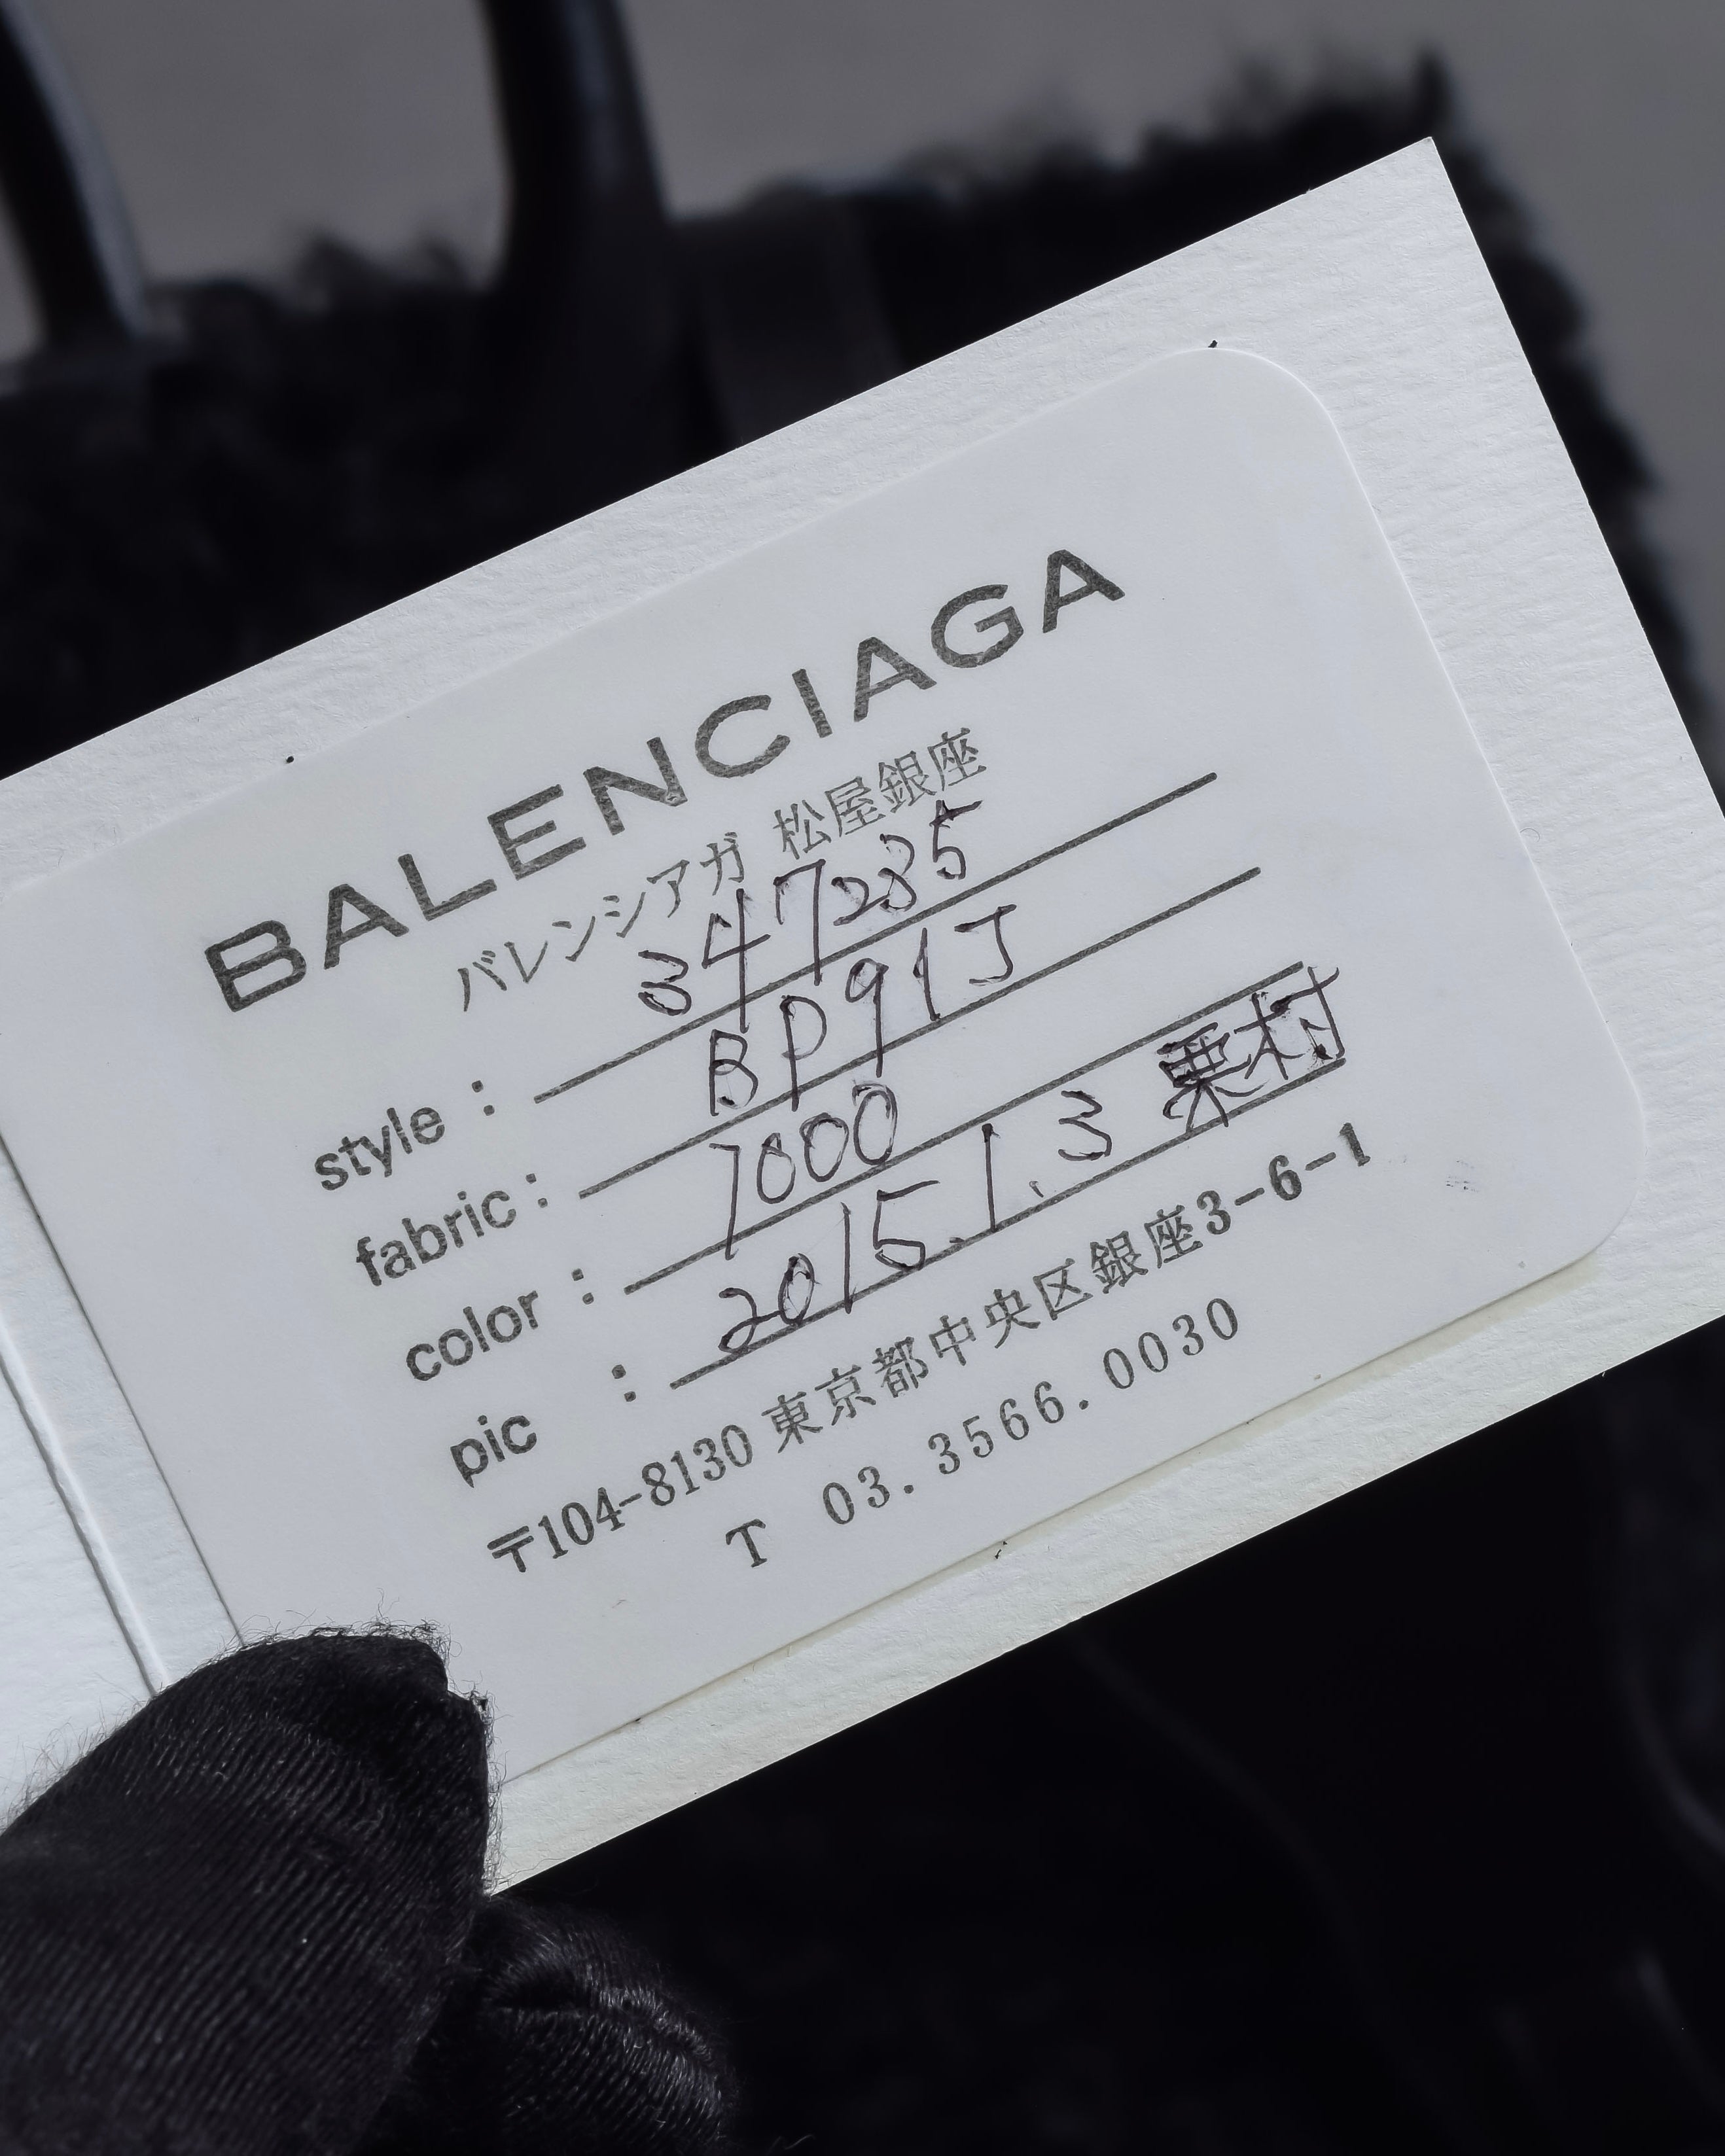 BALENCIAGA
バレンシアガ 松屋銀座
style : 347285
fabric : BP91J
color : 1000
pic : 2015.1.3 栗村
〒104-8130 東京都中央区銀座3-6-1
T 03.3566.0030